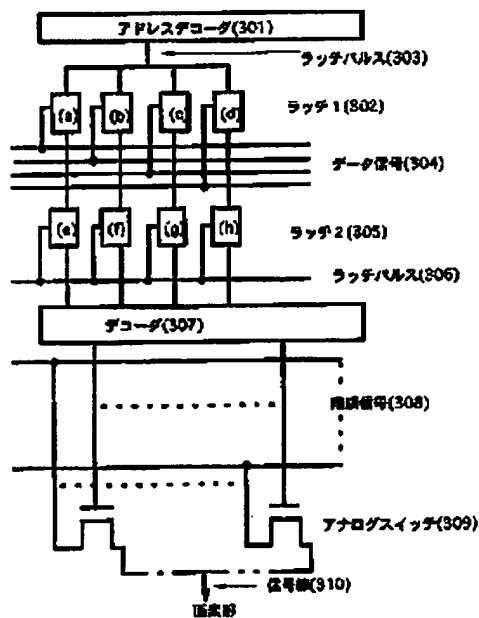 アドレスデコーダ(301)
ラッチパルス(303)
(a) (b) (c) (d)
ラッチ1(302)
データ信号(304)
(e) (f) (g) (h)
ラッチ2(305)
ラッチパルス(306)
デコーダ(307)
階調信号(308)
アナログスイッチ(309)
信号線(310)
画素部